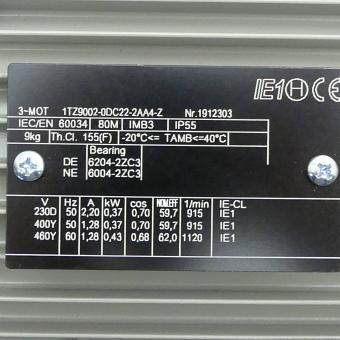 IE1 H CE
3~MOT 1TZ9002-0DC22-2AA4-Z Nr.1912303
IEC/EN 60034 80M IMB3 IP55
9kg Th.Cl. 155(F) -20°C<= TAMB<=40°C
Bearing
DE 6204-2ZC3
NE 6004-2ZC3
V Hz A kW cos NOM.EFF 1/min IE-CL
230D 50 2,20 0,37 0,70 59,7 915 IE1
400Y 50 1,28 0,37 0,70 59,7 915 IE1
460Y 60 1,28 0,43 0,68 62,0 1120 IE1